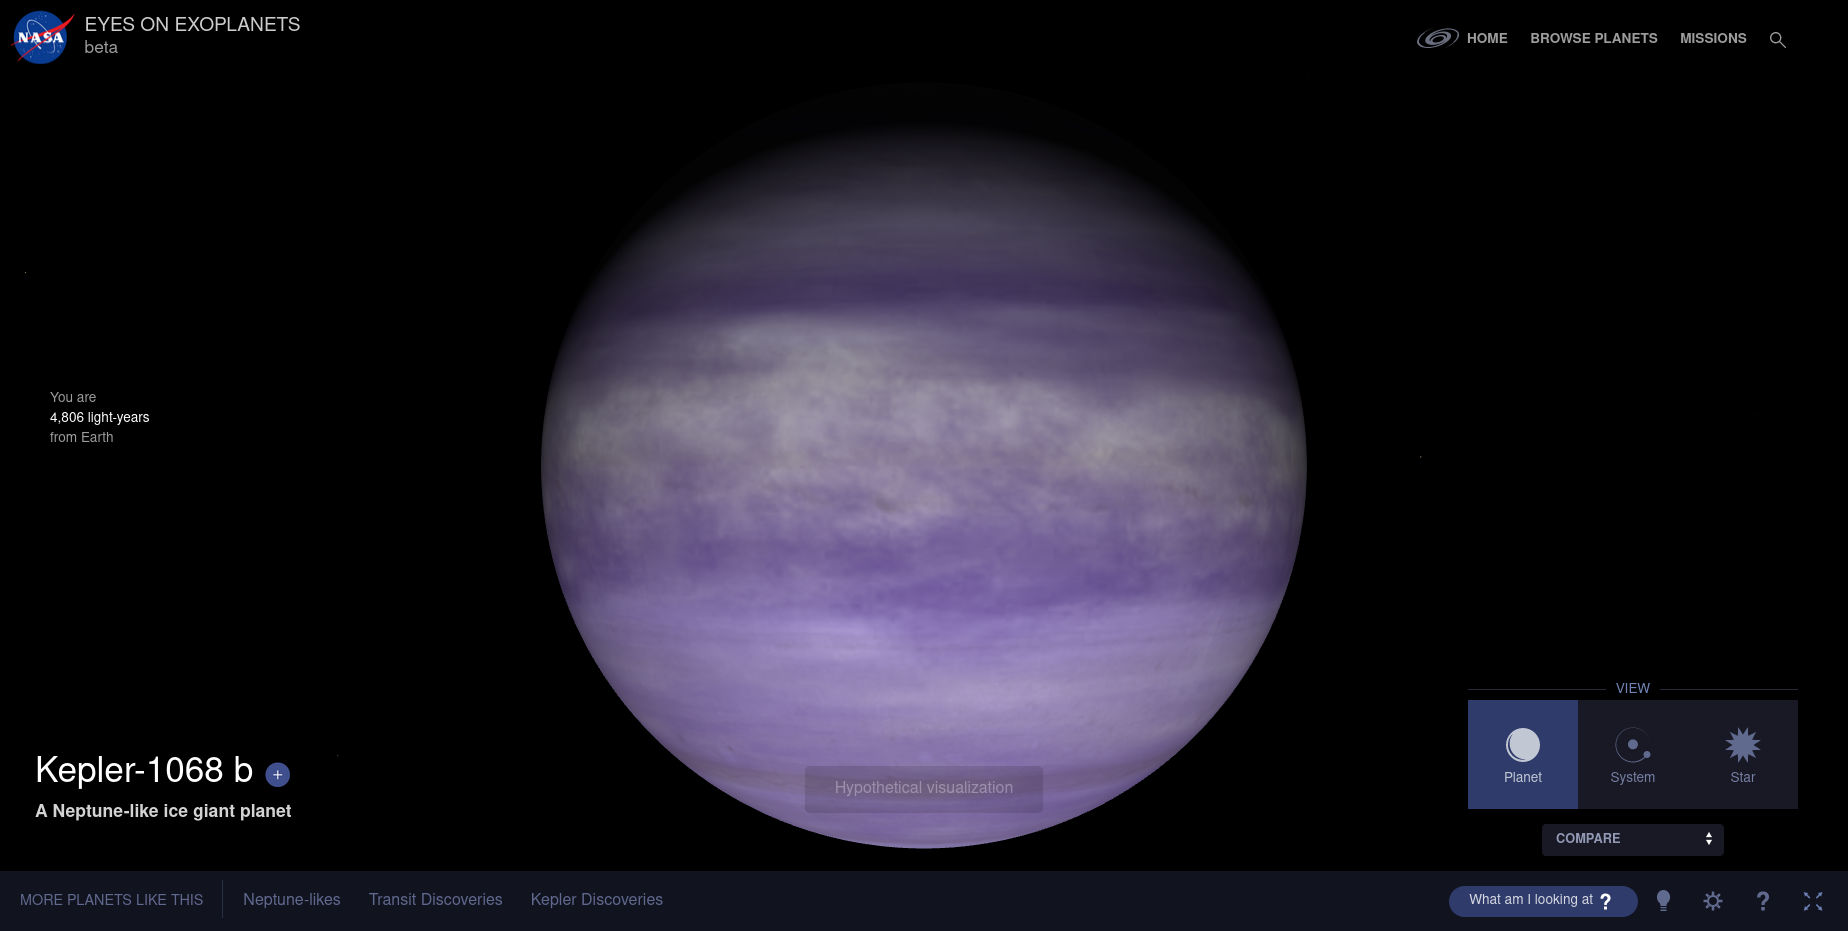 NASA
EYES ON EXOPLANETS
beta
HOME
BROWSE PLANETS
MISSIONS
You are
4,806 light-years
from Earth
Kepler-1068 b +
A Neptune-like ice giant planet
Hypothetical visualization
VIEW
Planet
System
Star
COMPARE
MORE PLANETS LIKE THIS
Neptune-likes
Transit Discoveries
Kepler Discoveries
What am I looking at ?
?